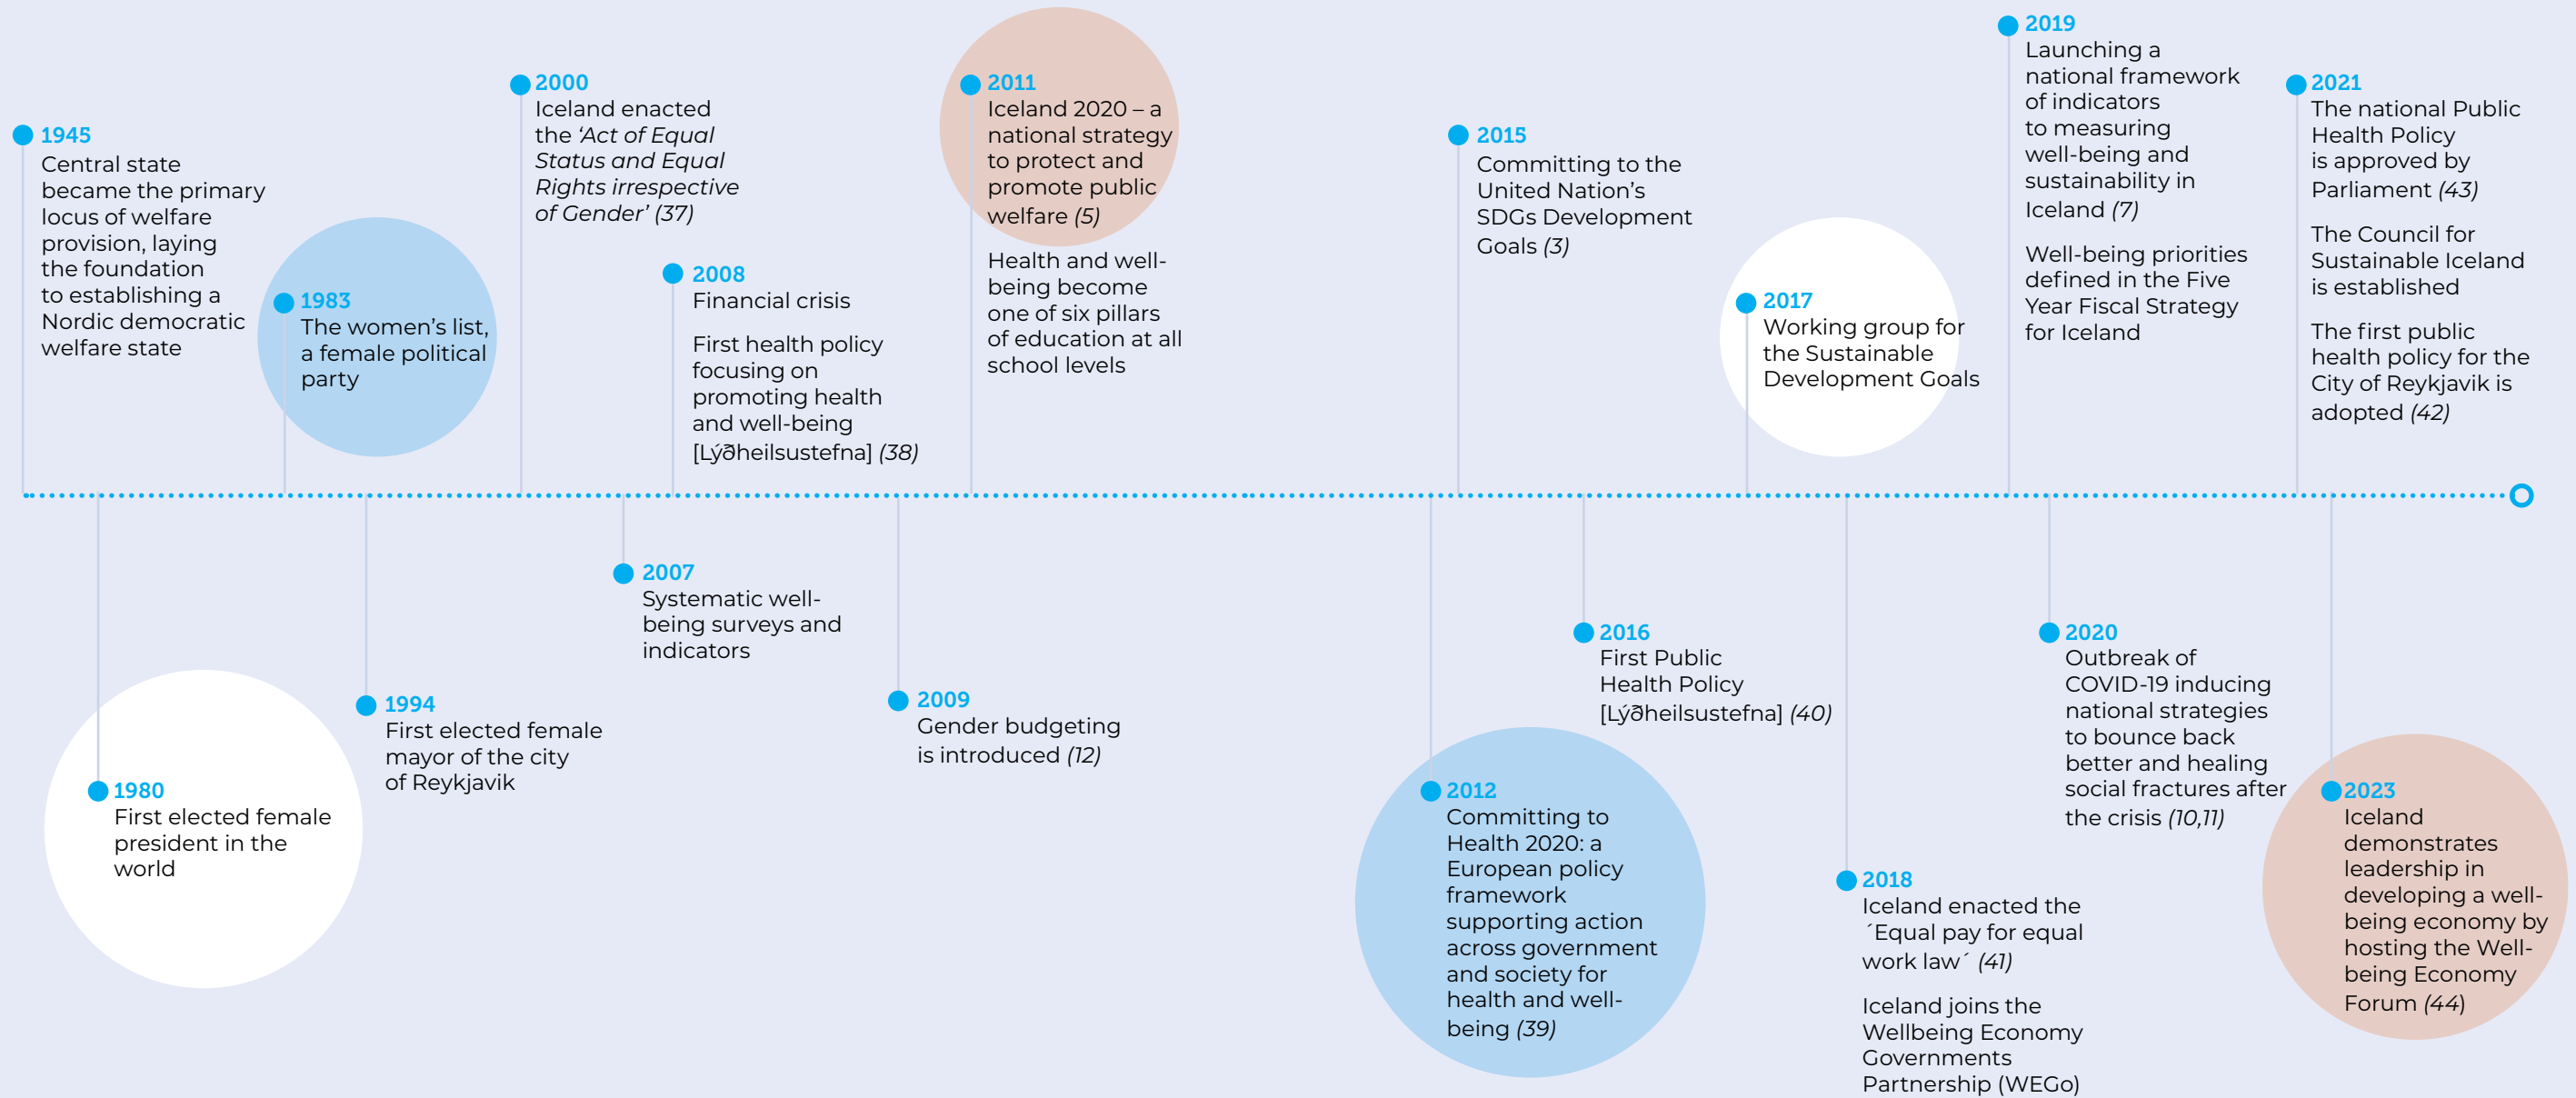 1945
Central state
became the primary
locus of welfare
provision, laying
the foundation
to establishing a
Nordic democratic
welfare state
1980
First elected female
president in the
world
1983
The women's list,
a female political
party
1994
First elected female
mayor of the city
of Reykjavik
2000
Iceland enacted
the ‘Act of Equal
Status and Equal
Rights irrespective
of Gender’ (37)
2007
Systematic well-
being surveys and
indicators
2008
Financial crisis
First health policy
focusing on
promoting health
and well-being
[Lýðheilsustefna] (38)
2009
Gender budgeting
is introduced (12)
2011
Iceland 2020 – a
national strategy
to protect and
promote public
welfare (5)
Health and well-
being become
one of six pillars
of education at all
school levels
2012
Committing to
Health 2020: a
European policy
framework
supporting action
across government
and society for
health and well-
being (39)
2015
Committing to the
United Nation’s
SDGs Development
Goals (3)
2016
First Public
Health Policy
[Lýðheilsustefna] (40)
2017
Working group for
the Sustainable
Development Goals
2018
Iceland enacted the
´Equal pay for equal
work law´ (41)
Iceland joins the
Wellbeing Economy
Governments
Partnership (WEGo)
2019
Launching a
national framework
of indicators
to measuring
well-being and
sustainability in
Iceland (7)
Well-being priorities
defined in the Five
Year Fiscal Strategy
for Iceland
2020
Outbreak of
COVID-19 inducing
national strategies
to bounce back
better and healing
social fractures after
the crisis (10,11)
2021
The national Public
Health Policy
is approved by
Parliament (43)
The Council for
Sustainable Iceland
is established
The first public
health policy for the
City of Reykjavik is
adopted (42)
2023
Iceland
demonstrates
leadership in
developing a well-
being economy by
hosting the Well-
being Economy
Forum (44)